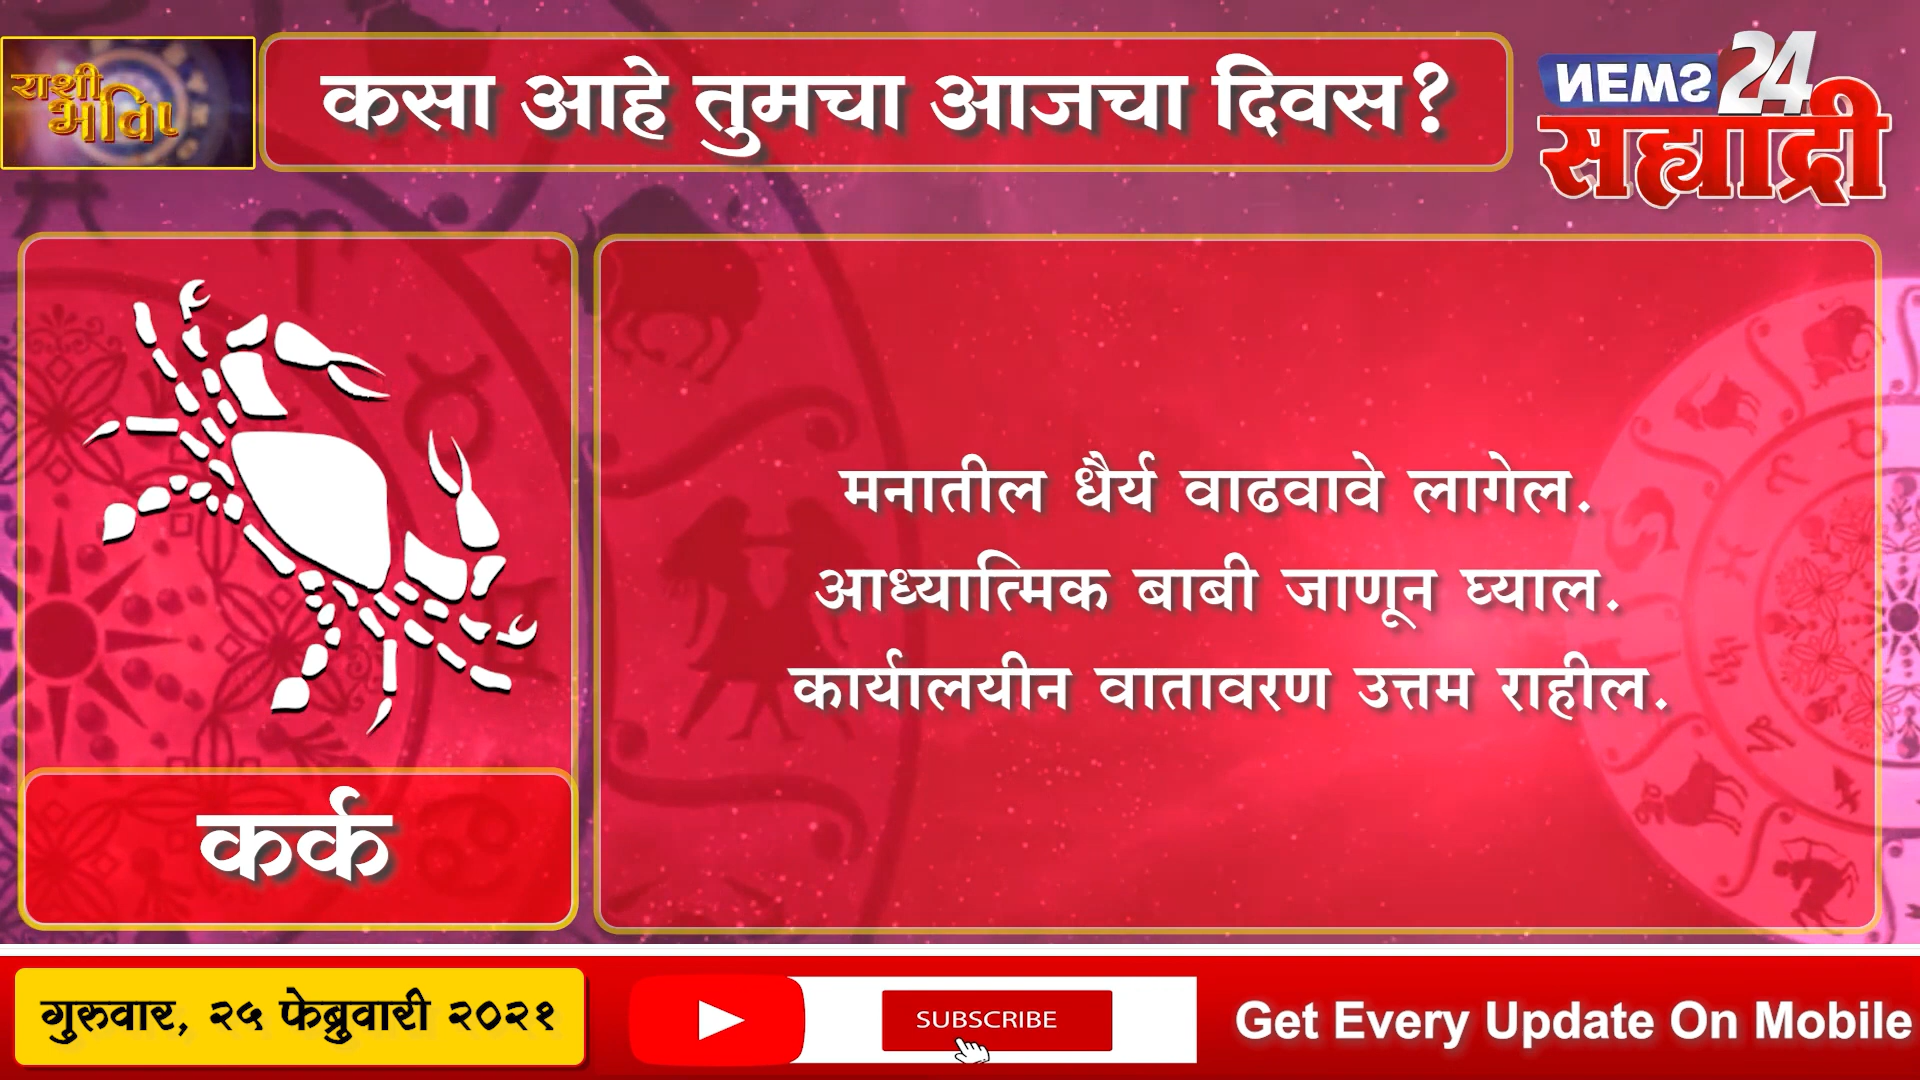 राशी
भविष्य
कसा आहे तुमचा आजचा दिवस?
NEWS 24
सह्याद्री
मनातील धैर्य वाढवावे लागेल.
आध्यात्मिक बाबी जाणून घ्याल.
कार्यालयीन वातावरण उत्तम राहील.
कर्क
गुरुवार, २५ फेब्रुवारी २०२१
SUBSCRIBE
Get Every Update On Mobile